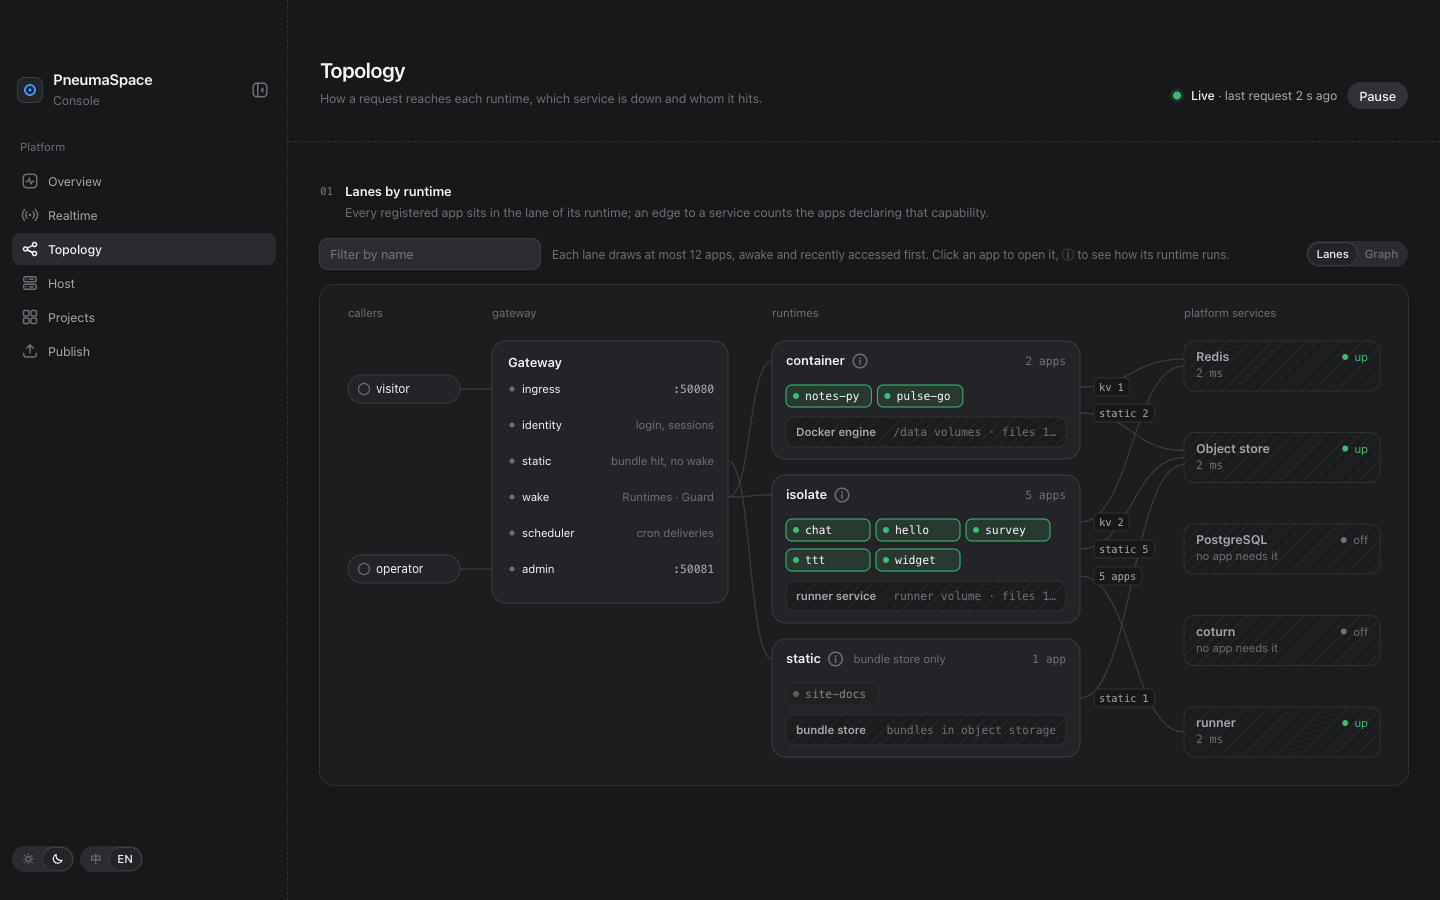 PneumaSpace
Console
Platform
Overview
Realtime
Topology
Host
Projects
Publish
中 EN
Topology
How a request reaches each runtime, which service is down and whom it hits.
Live · last request 2 s ago
Pause
01 Lanes by runtime
Every registered app sits in the lane of its runtime; an edge to a service counts the apps declaring that capability.
Filter by name
Each lane draws at most 12 apps, awake and recently accessed first. Click an app to open it, ⓘ to see how its runtime runs.
Lanes Graph
callers
gateway
runtimes
platform services
visitor
operator
Gateway
ingress :50080
identity login, sessions
static bundle hit, no wake
wake Runtimes · Guard
scheduler cron deliveries
admin :50081
container 2 apps
notes-py pulse-go
Docker engine /data volumes · files 1…
isolate 5 apps
chat hello survey
ttt widget
runner service runner volume · files 1…
static bundle store only 1 app
site-docs
bundle store bundles in object storage
kv 1
static 2
kv 2
static 5
5 apps
static 1
Redis up
2 ms
Object store up
2 ms
PostgreSQL off
no app needs it
coturn off
no app needs it
runner up
2 ms